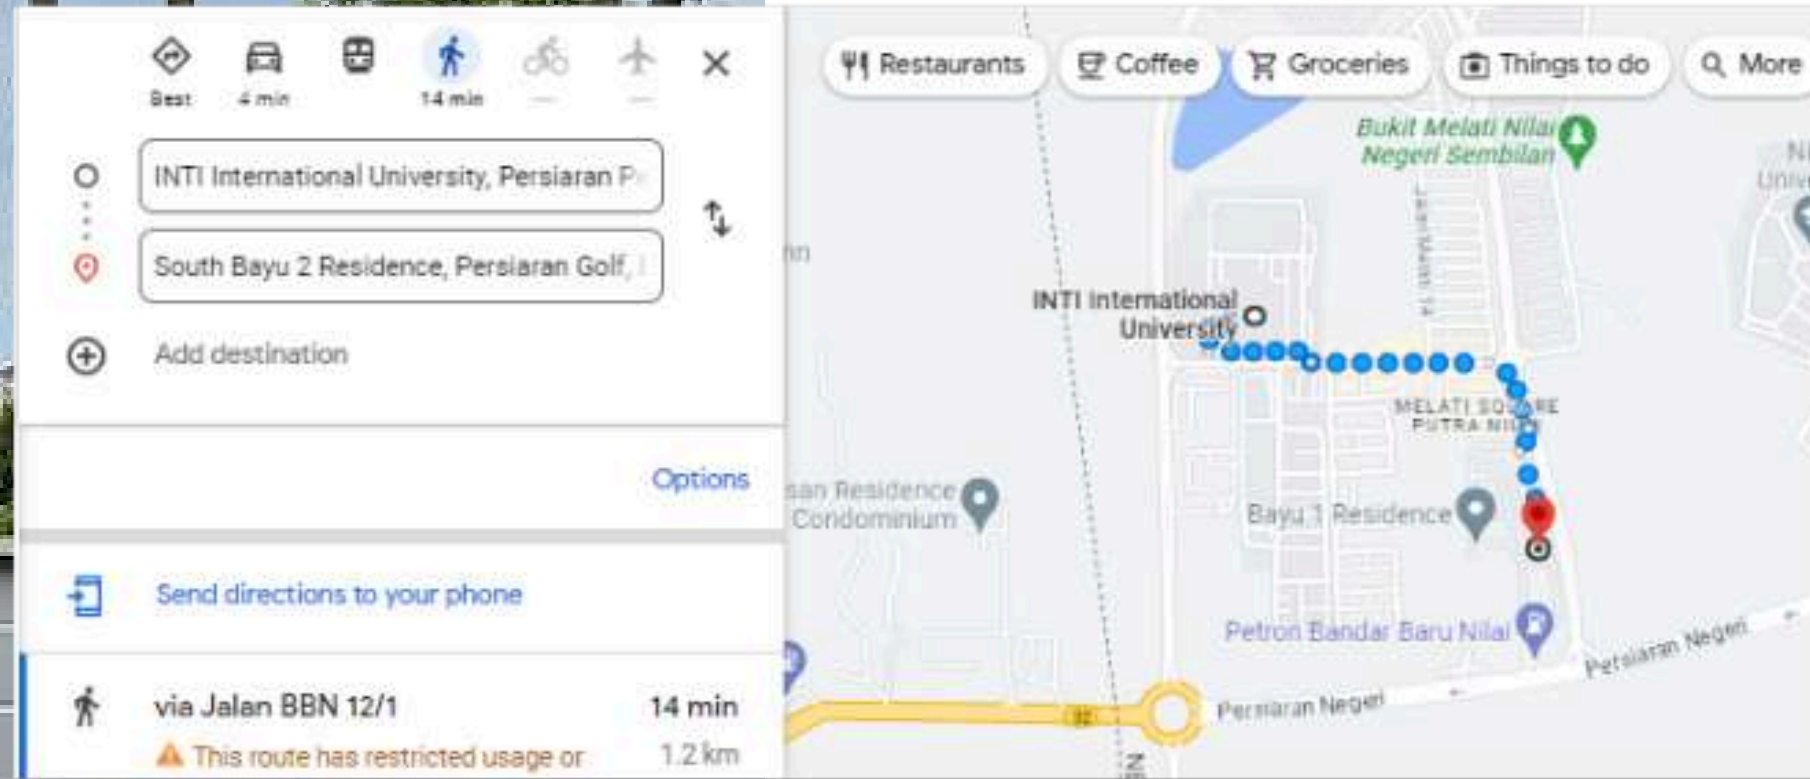 Best
4 min
14 min
INTI International University, Persiaran P
South Bayu 2 Residence, Persiaran Golf,
Add destination
Options
Send directions to your phone
via Jalan BBN 12/1
14 min
This route has restricted usage or
1.2 km
Restaurants
Coffee
Groceries
Things to do
More
Bukit Melati Nilai
Negeri Sembilan
INTI International
University
MELATI SQUARE
PUTRA NILAI
san Residence
Condominium
Bayu 1 Residence
Petron Bandar Baru Nilai
Persiaran Negeri
Persiaran Negeri